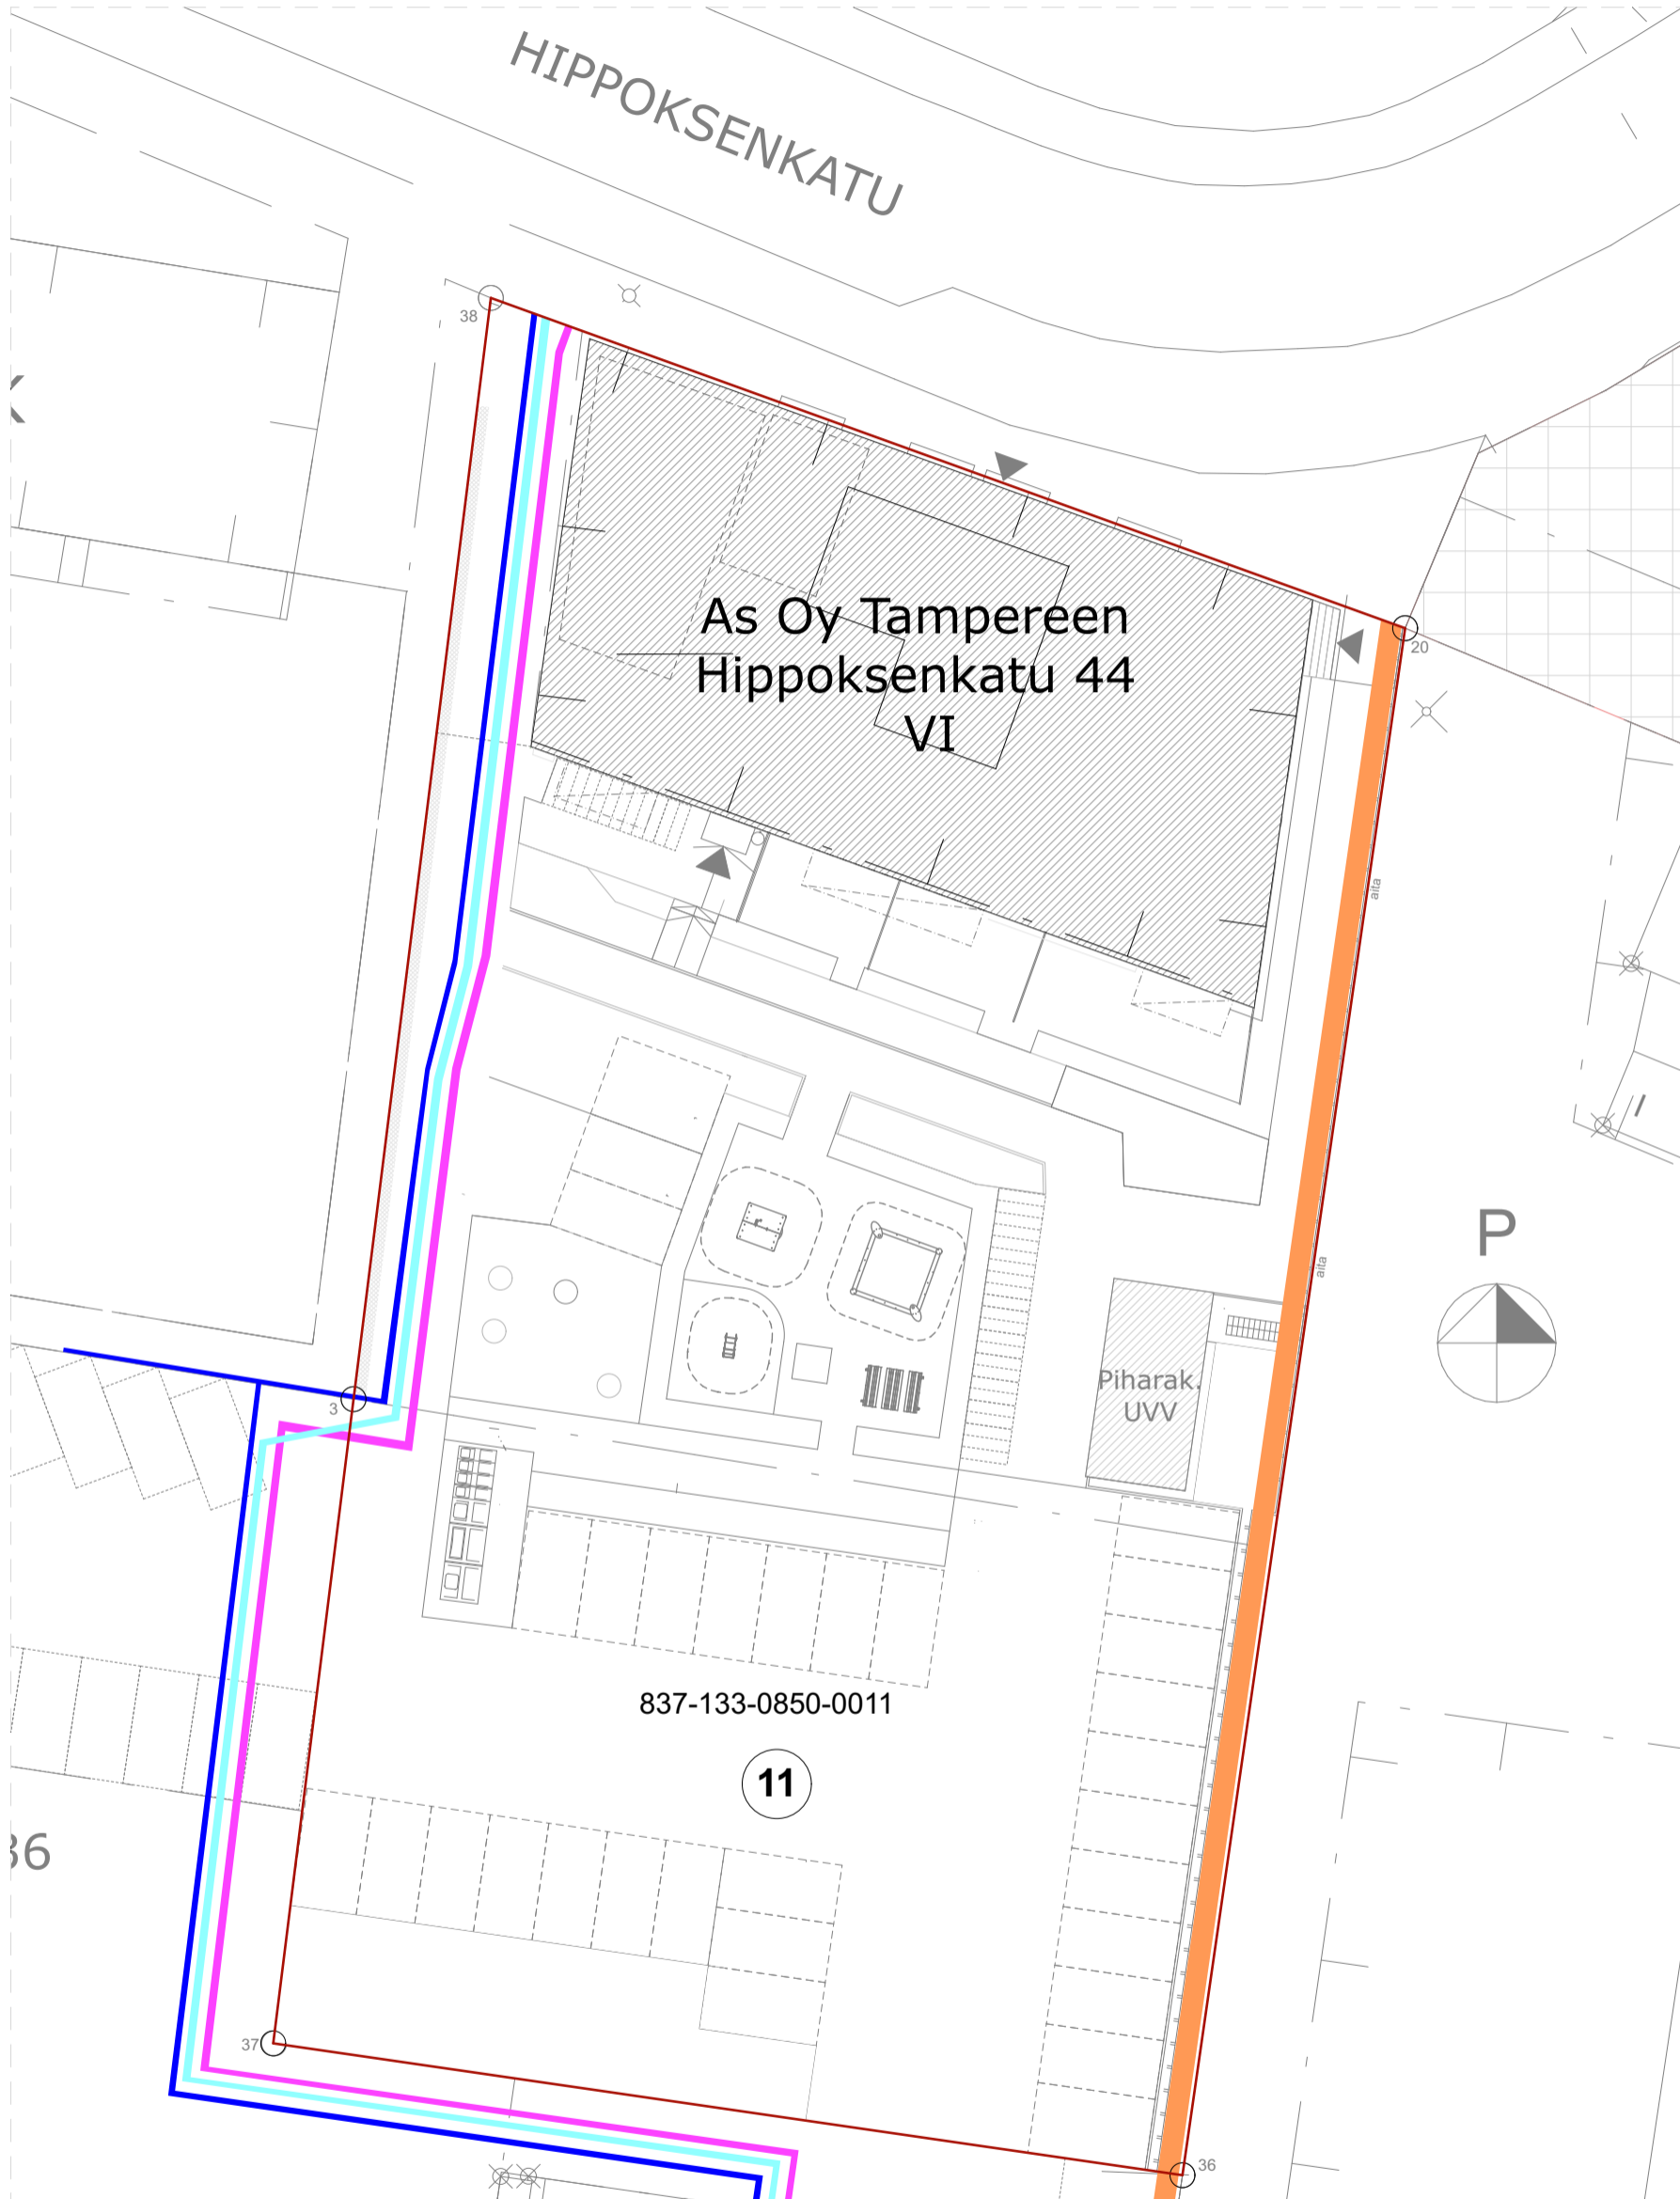 HIPPOKSENKATU
38
As Oy Tampereen
Hippoksenkatu 44
VI
20
aita
aita
P
Piharak.
UVV
3
837-133-0850-0011
11
36
37
36